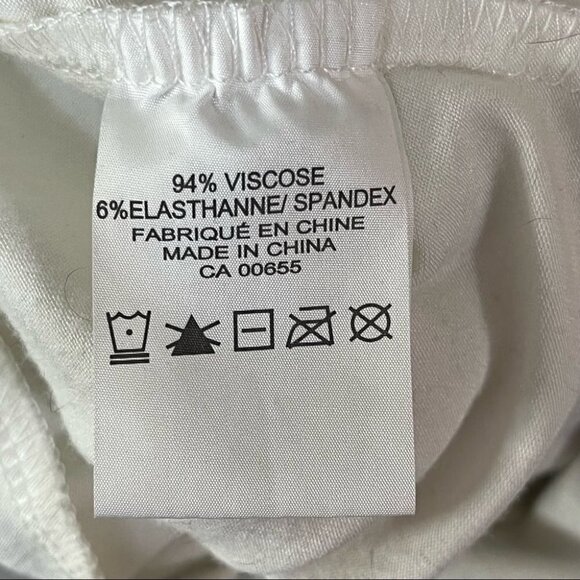 94% VISCOSE
6%ELASTHANNE/ SPANDEX
FABRIQUÉ EN CHINE
MADE IN CHINA
CA 00655